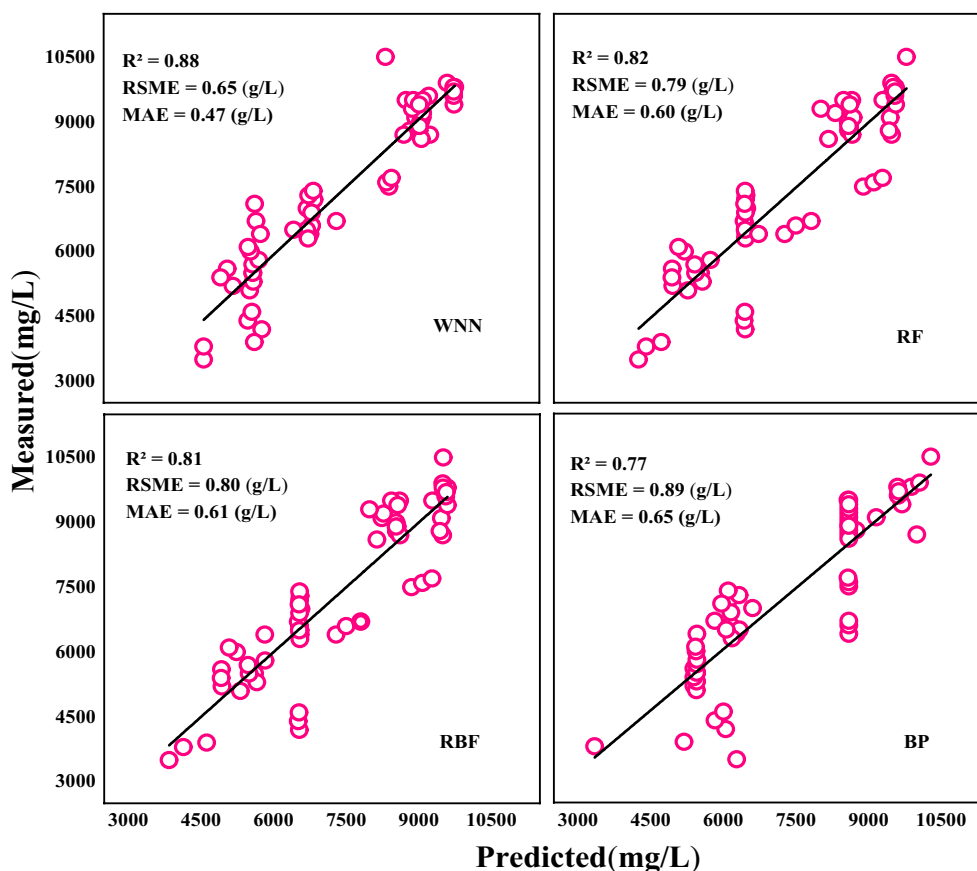 Measured(mg/L)
10500
9000
7500
6000
4500
3000
R² = 0.88
RSME = 0.65 (g/L)
MAE = 0.47 (g/L)
WNN
R² = 0.82
RSME = 0.79 (g/L)
MAE = 0.60 (g/L)
RF
10500
9000
7500
6000
4500
3000
R² = 0.81
RSME = 0.80 (g/L)
MAE = 0.61 (g/L)
RBF
R² = 0.77
RSME = 0.89 (g/L)
MAE = 0.65 (g/L)
BP
3000 4500 6000 7500 9000 10500
3000 4500 6000 7500 9000 10500
Predicted(mg/L)